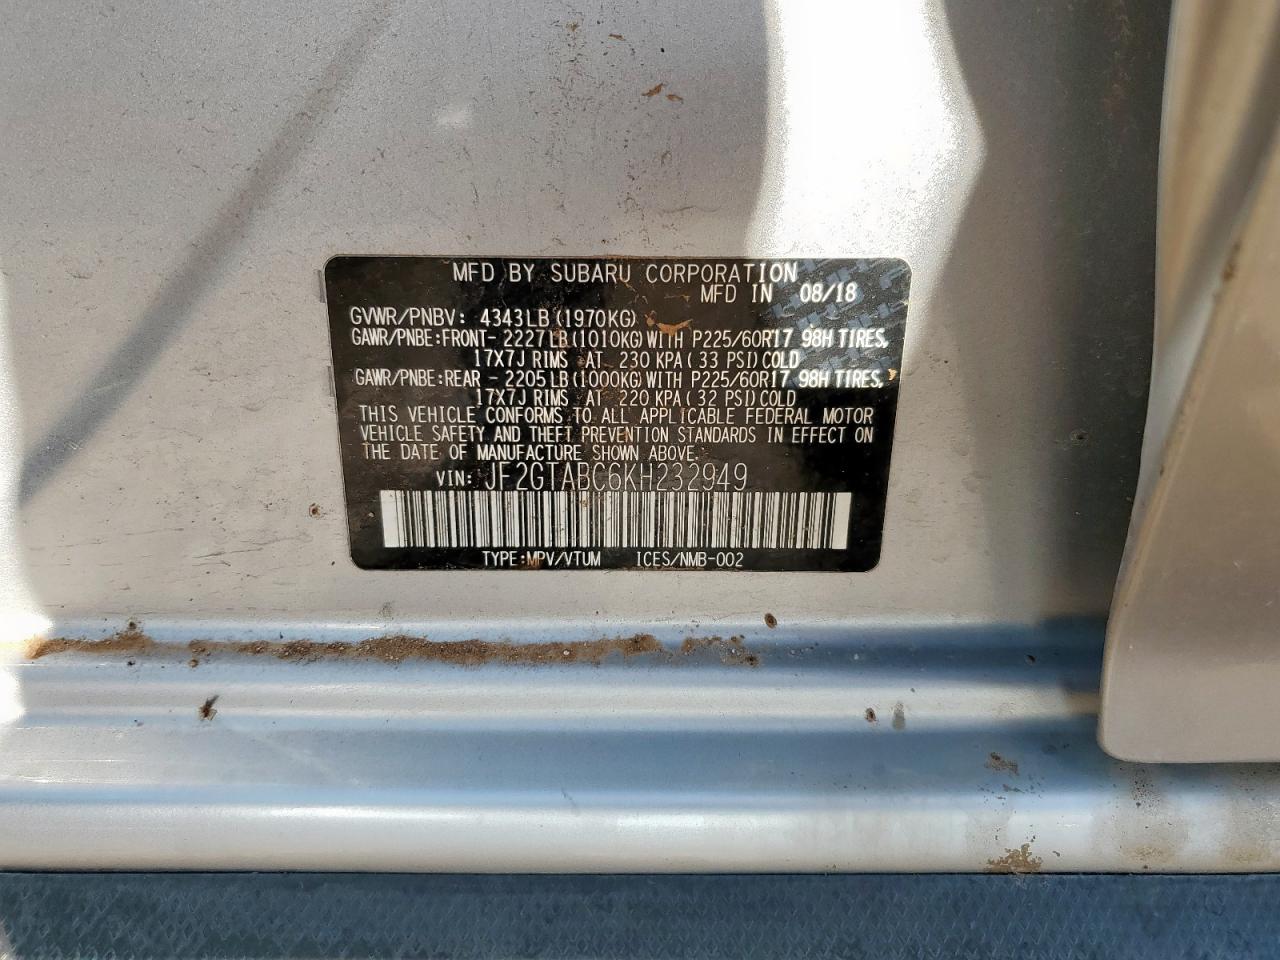 MFD BY SUBARU CORPORATION
MFD IN 08/18
GVWR/PNBV: 4343LB(1970KG)
GAWR/PNBE:FRONT-2227LB(1010KG)WITH P225/60R17 98H TIRES,
17X7J RIMS AT 230 KPA( 33 PSI)COLD
GAWR/PNBE:REAR -2205LB(1000KG)WITH P225/60R17 98H TIRES,
17X7J RIMS AT 220 KPA( 32 PSI)COLD
THIS VEHICLE CONFORMS TO ALL APPLICABLE FEDERAL MOTOR
VEHICLE SAFETY AND THEFT PREVENTION STANDARDS IN EFFECT ON
THE DATE OF MANUFACTURE SHOWN ABOVE.
VIN: JF2GTABC6KH232949
TYPE:MPV/VTUM ICES/NMB-002